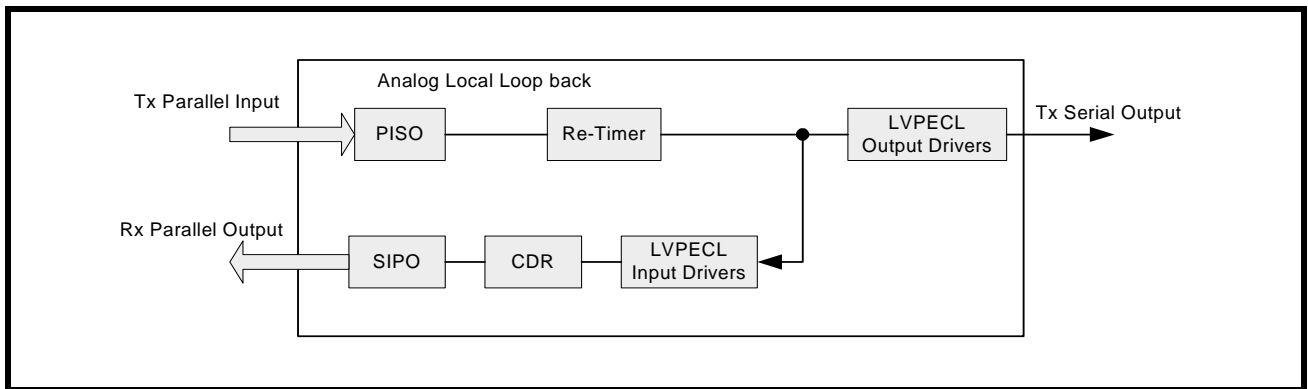 Analog Local Loop back
Tx Parallel Input
PISO
Re-Timer
LVPECL
Output Drivers
Tx Serial Output
Rx Parallel Output
SIPO
CDR
LVPECL
Input Drivers